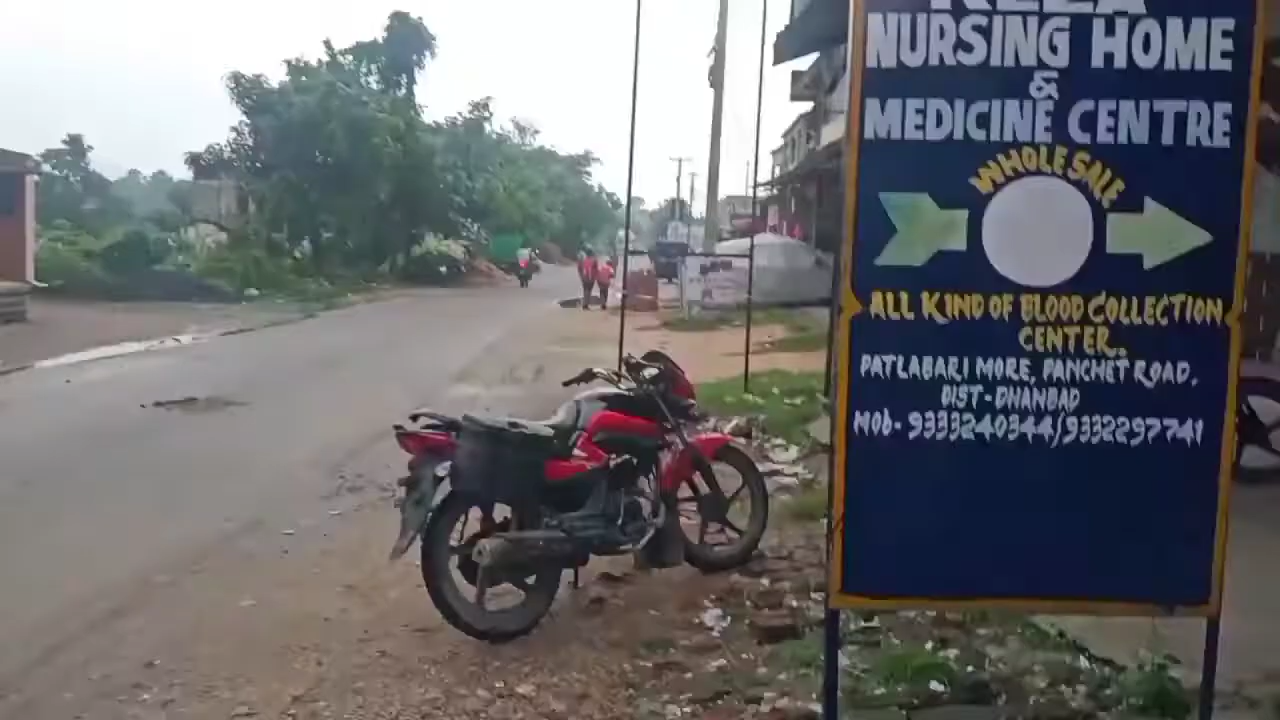 NURSING HOME
&
MEDICINE CENTRE
WHOLE SALE
ALL KIND OF BLOOD COLLECTION
CENTER.
PATLABARI MORE, PANCHET ROAD.
DIST-DHANBAD
MOb- 9333240344/9332297741